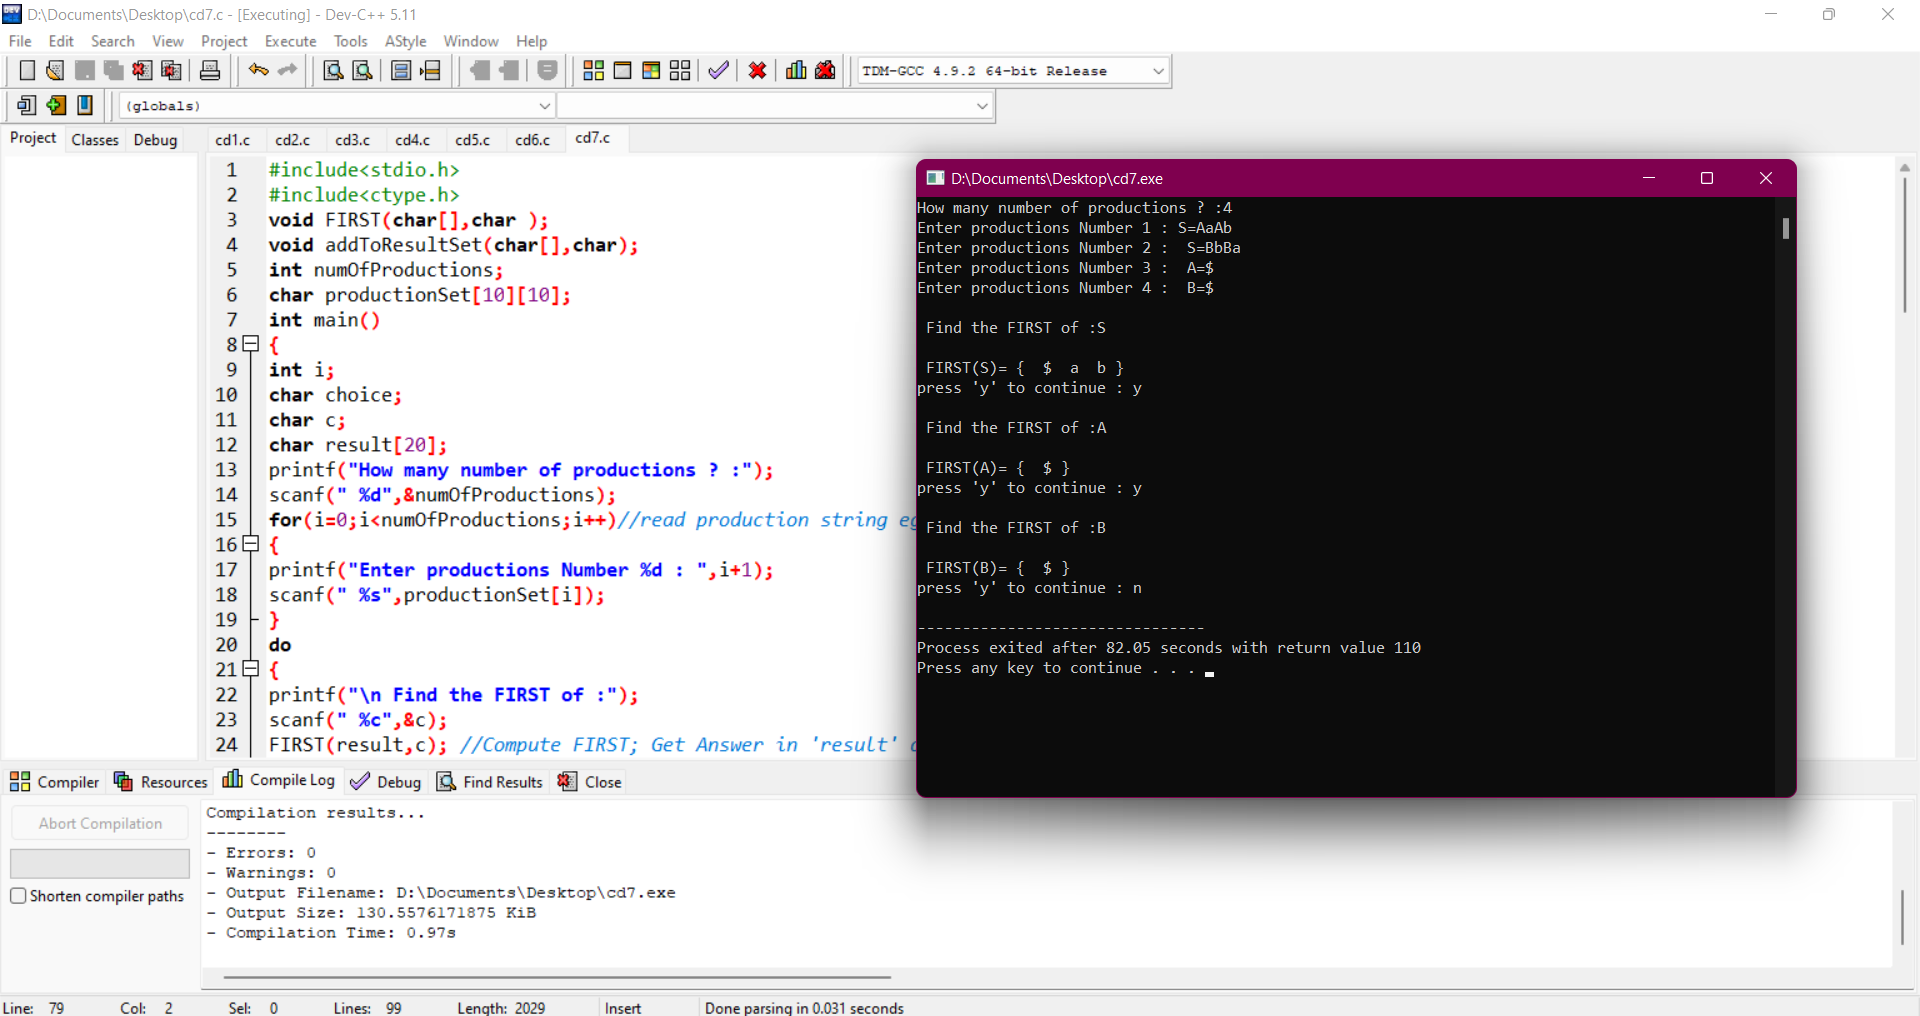 D:\Documents\Desktop\cd7.c - [Executing] - Dev-C++ 5.11
File Edit Search View Project Execute Tools AStyle Window Help
TDM-GCC 4.9.2 64-bit Release
(globals)
Project Classes Debug
cd1.c cd2.c cd3.c cd4.c cd5.c cd6.c cd7.c
1 #include<stdio.h>
2 #include<ctype.h>
3 void FIRST(char[],char );
4 void addToResultSet(char[],char);
5 int numOfProductions;
6 char productionSet[10][10];
7 int main()
8 {
9 int i;
10 char choice;
11 char c;
12 char result[20];
13 printf("How many number of productions ? :");
14 scanf(" %d",&numOfProductions);
15 for(i=0;i<numOfProductions;i++)//read production string eg
16 {
17 printf("Enter productions Number %d : ",i+1);
18 scanf(" %s",productionSet[i]);
19 }
20 do
21 {
22 printf("\n Find the FIRST of :");
23 scanf(" %c",&c);
24 FIRST(result,c); //Compute FIRST; Get Answer in 'result'
D:\Documents\Desktop\cd7.exe
How many number of productions ? :4
Enter productions Number 1 : S=AaAb
Enter productions Number 2 :  S=BbBa
Enter productions Number 3 :  A=$
Enter productions Number 4 :  B=$
Find the FIRST of :S
FIRST(S)= {  $  a  b }
press 'y' to continue : y
Find the FIRST of :A
FIRST(A)= {  $ }
press 'y' to continue : y
Find the FIRST of :B
FIRST(B)= {  $ }
press 'y' to continue : n
--------------------------------
Process exited after 82.05 seconds with return value 110
Press any key to continue . . .
Compiler Resources Compile Log Debug Find Results Close
Abort Compilation
Shorten compiler paths
Compilation results...
--------
- Errors: 0
- Warnings: 0
- Output Filename: D:\Documents\Desktop\cd7.exe
- Output Size: 130.5576171875 KiB
- Compilation Time: 0.97s
Line: 79 Col: 2 Sel: 0 Lines: 99 Length: 2029 Insert Done parsing in 0.031 seconds